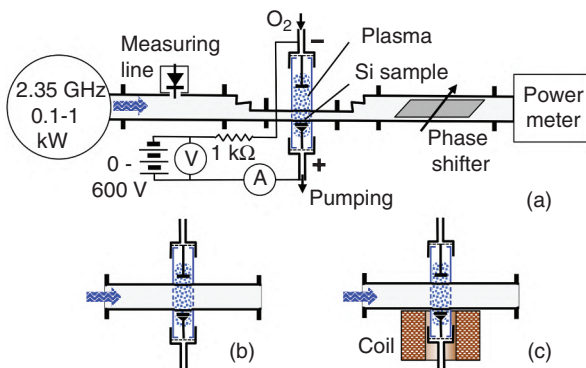 O₂
Measuring
line
−
Plasma
Si sample
2.35 GHz
0.1-1
kW
Power
meter
1 kΩ
Phase
shifter
0 -
600 V
V
A
+
Pumping
(a)
(b)
Coil
(c)